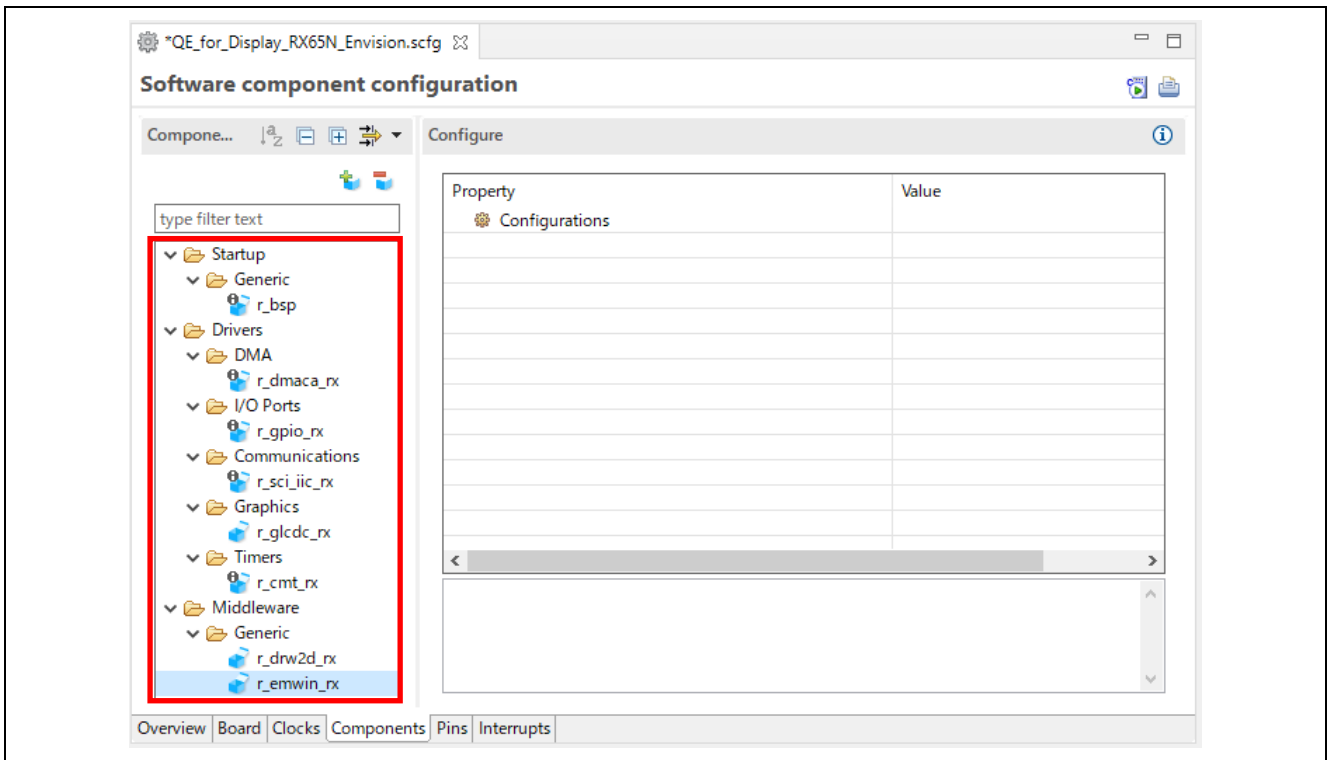 *QE_for_Display_RX65N_Envision.scfg
Software component configuration
Compone...
Configure
type filter text
Startup
Generic
r_bsp
Drivers
DMA
r_dmaca_rx
I/O Ports
r_gpio_rx
Communications
r_sci_iic_rx
Graphics
r_glcdc_rx
Timers
r_cmt_rx
Middleware
Generic
r_drw2d_rx
r_emwin_rx
Property Value
Configurations
Overview Board Clocks Components Pins Interrupts